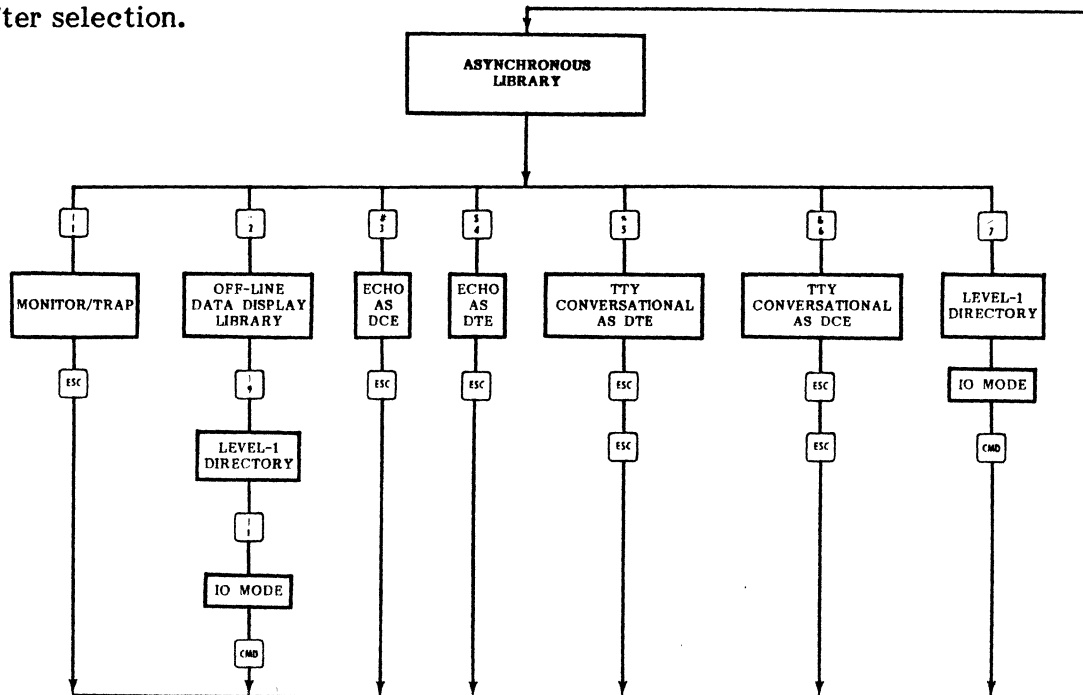 ter selection.
ASYNCHRONOUS
LIBRARY
! 1
" 2
# 3
$ 4
% 5
& 6
7
MONITOR/TRAP
OFF-LINE
DATA DISPLAY
LIBRARY
ECHO
AS
DCE
ECHO
AS
DTE
TTY
CONVERSATIONAL
AS DTE
TTY
CONVERSATIONAL
AS DCE
LEVEL-1
DIRECTORY
ESC
9
ESC
ESC
ESC
ESC
IO MODE
LEVEL-1
DIRECTORY
ESC
ESC
CMD
IO MODE
CMD